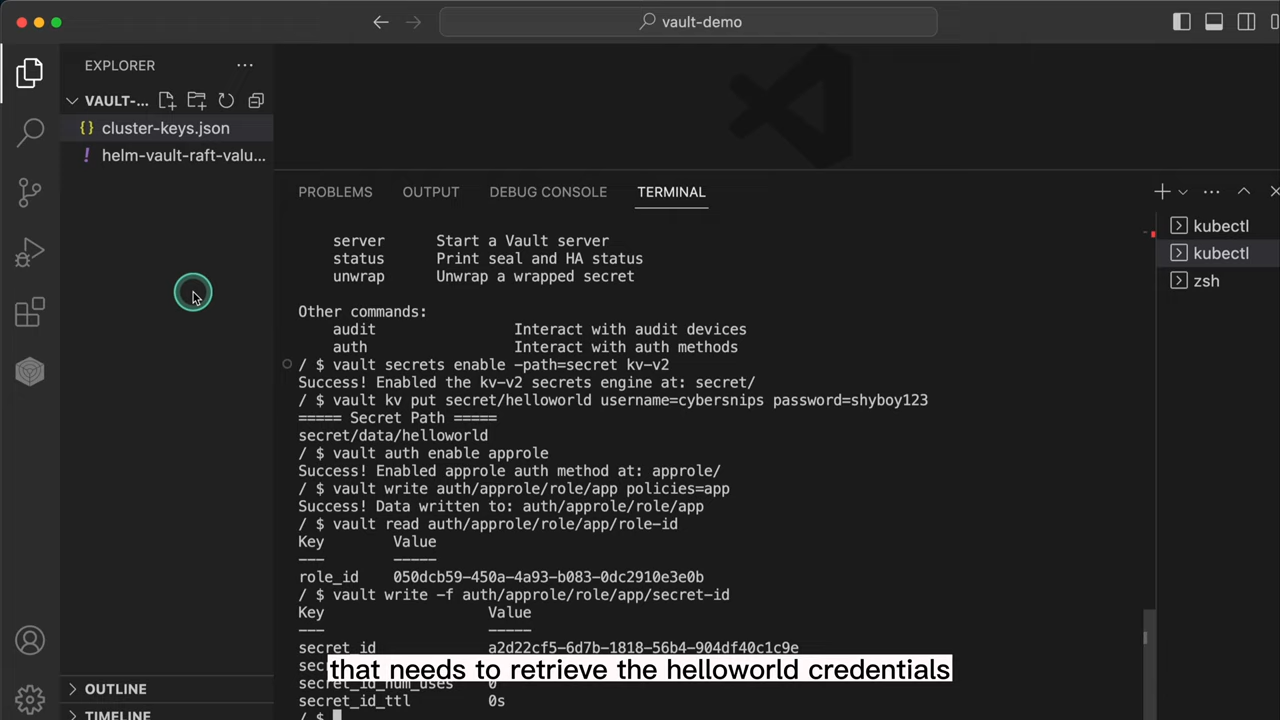 vault-demo
EXPLORER
VAULT-...
cluster-keys.json
helm-vault-raft-valu...
PROBLEMS OUTPUT DEBUG CONSOLE TERMINAL
kubectl
kubectl
zsh
server Start a Vault server
status Print seal and HA status
unwrap Unwrap a wrapped secret
Other commands:
audit Interact with audit devices
auth Interact with auth methods
/ $ vault secrets enable -path=secret kv-v2
Success! Enabled the kv-v2 secrets engine at: secret/
/ $ vault kv put secret/helloworld username=cybersnips password=shyboy123
===== Secret Path =====
secret/data/helloworld
/ $ vault auth enable approle
Success! Enabled approle auth method at: approle/
/ $ vault write auth/approle/role/app policies=app
Success! Data written to: auth/approle/role/app
/ $ vault read auth/approle/role/app/role-id
Key Value
--- -----
role_id 050dcb59-450a-4a93-b083-0dc2910e3e0b
/ $ vault write -f auth/approle/role/app/secret-id
Key Value
--- -----
secret_id a2d22cf5-6d7b-1818-56b4-904df40c1c9e
that needs to retrieve the helloworld credentials
secret_id_num_uses 0
secret_id_ttl 0s
/ $
OUTLINE
TIMELINE